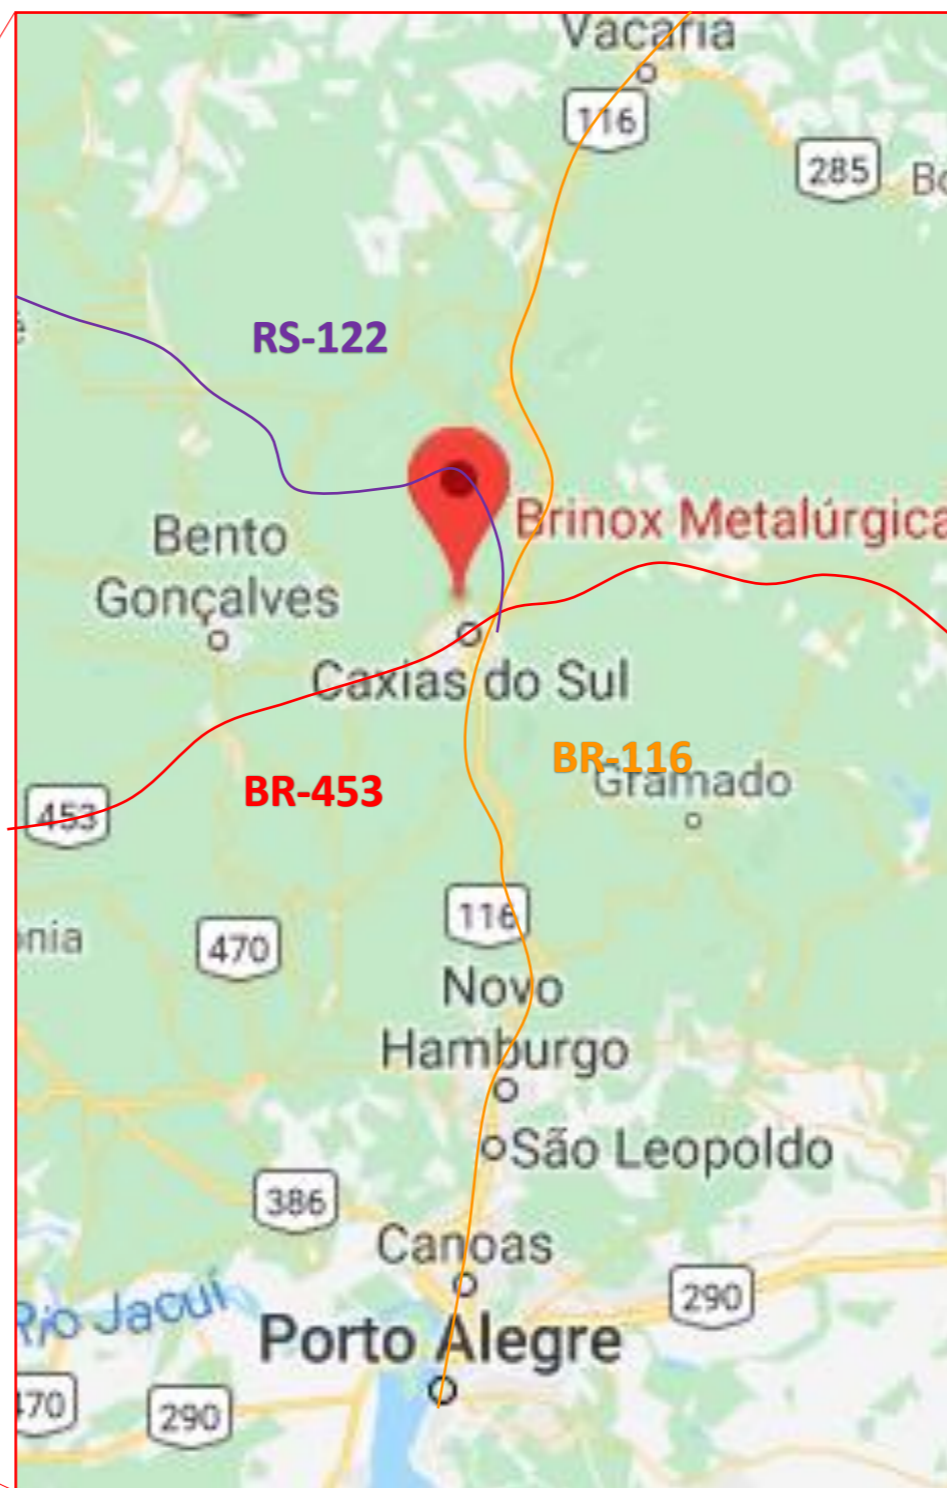 Vacaria
116
285
RS-122
Brinox Metalúrgica
Bento
Gonçalves
Caxias do Sul
BR-116
Gramado
BR-453
453
116
470
Novo
Hamburgo
São Leopoldo
386
Canoas
290
Rio Jacuí
Porto Alegre
290